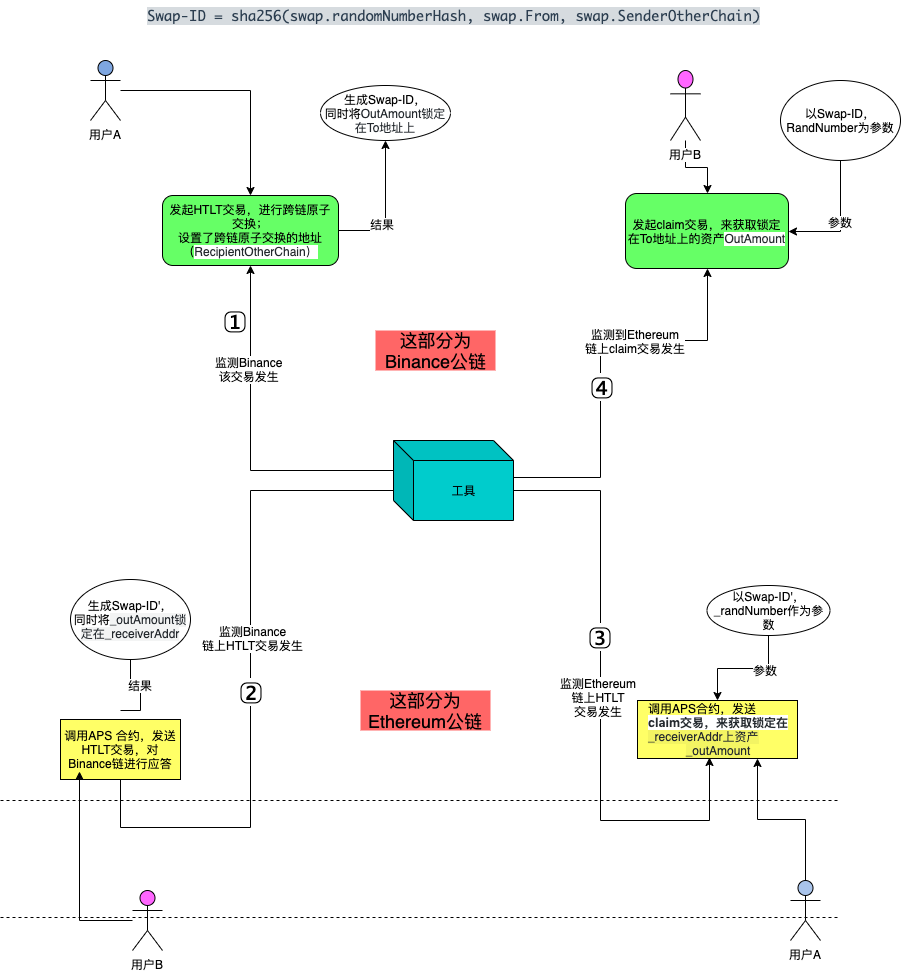 Swap-ID = sha256(swap.randomNumberHash, swap.From, swap.SenderOtherChain)
用户A
生成Swap-ID,
同时将OutAmount锁定
在To地址上
用户B
以Swap-ID,
RandNumber为参数
发起HTLT交易，进行跨链原子
交换；
设置了跨链原子交换的地址
（RecipientOtherChain）
结果
发起claim交易，来获取锁定
在To地址上的资产OutAmount
参数
1
监测Binance
该交易发生
这部分为
Binance公链
监测到Ethereum
链上claim交易发生
4
工具
生成Swap-ID',
同时将_outAmount锁
定在_receiverAddr
结果
监测Binance
链上HTLT交易发生
2
3
监测Ethereum
链上HTLT
交易发生
以Swap-ID',
_randNumber作为参
数
参数
这部分为
Ethereum公链
调用APS 合约，发送
HTLT交易，对
Binance链进行应答
调用APS合约，发送
claim交易，来获取锁定在
_receiverAddr上资产
_outAmount
用户B
用户A